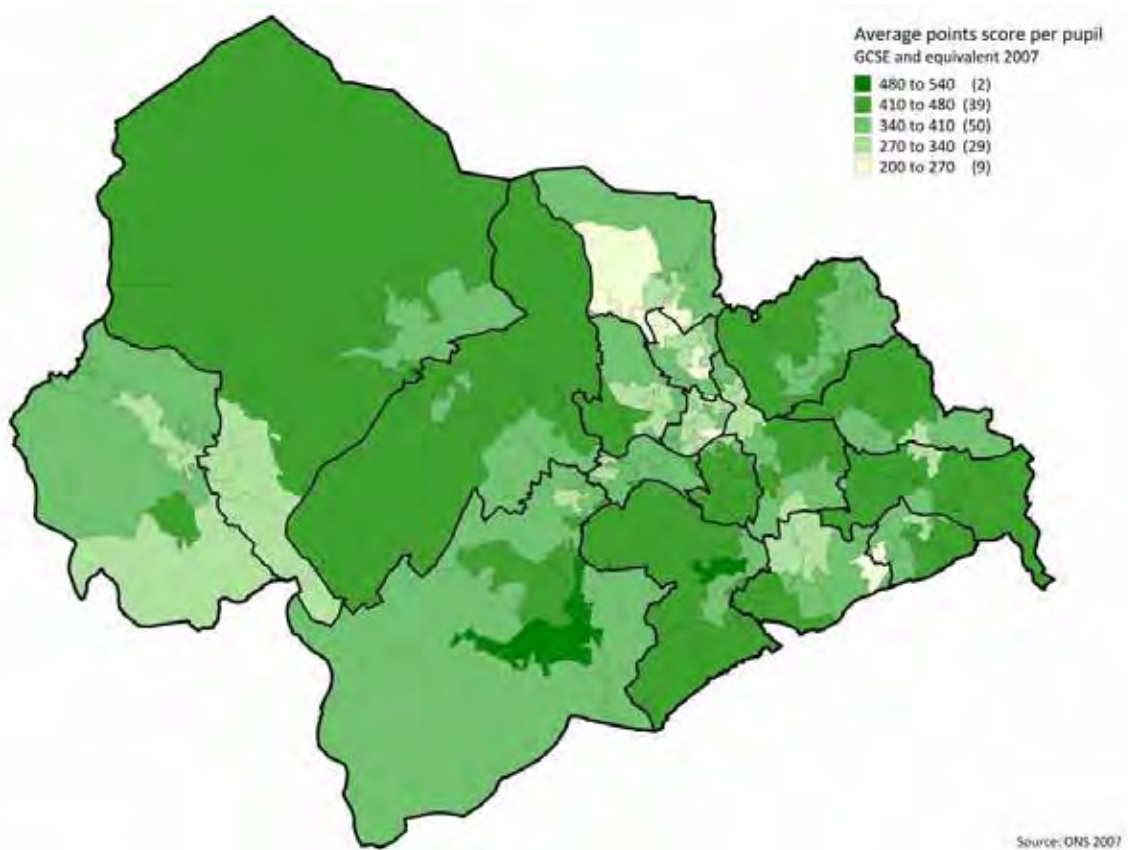 Average points score per pupil
GCSE and equivalent 2007
480 to 540 (2)
410 to 480 (39)
340 to 410 (50)
270 to 340 (29)
200 to 270 (9)
Source: ONS 2007